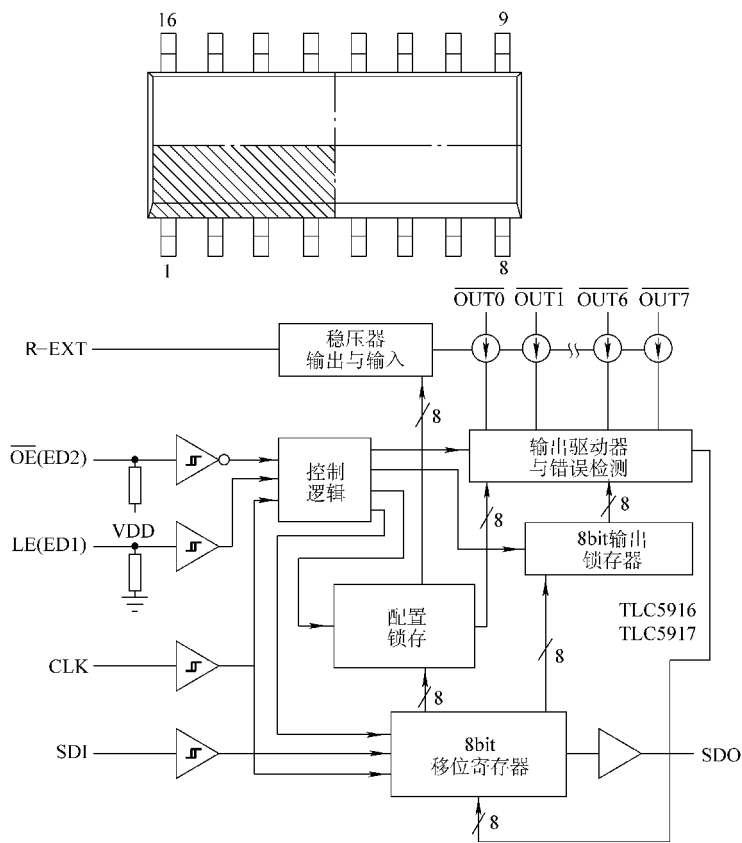 16
9
1
8
OUT0 OUT1 OUT6 OUT7
R-EXT
稳压器
输出与输入
8
OE(ED2)
控制
逻辑
输出驱动器
与错误检测
8
8
VDD
LE(ED1)
8bit输出
锁存器
配置
锁存
TLC5916
TLC5917
CLK
8
8
SDI
8bit
移位寄存器
SDO
8